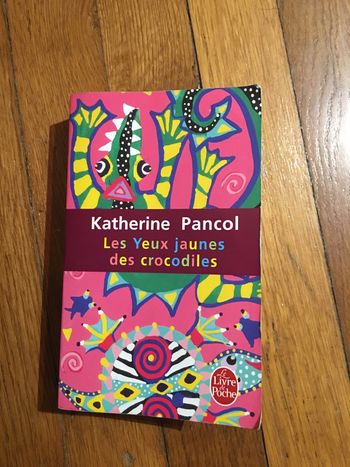 Katherine Pancol
Les Yeux jaunes
des crocodiles
Le
Livre
de
Poche